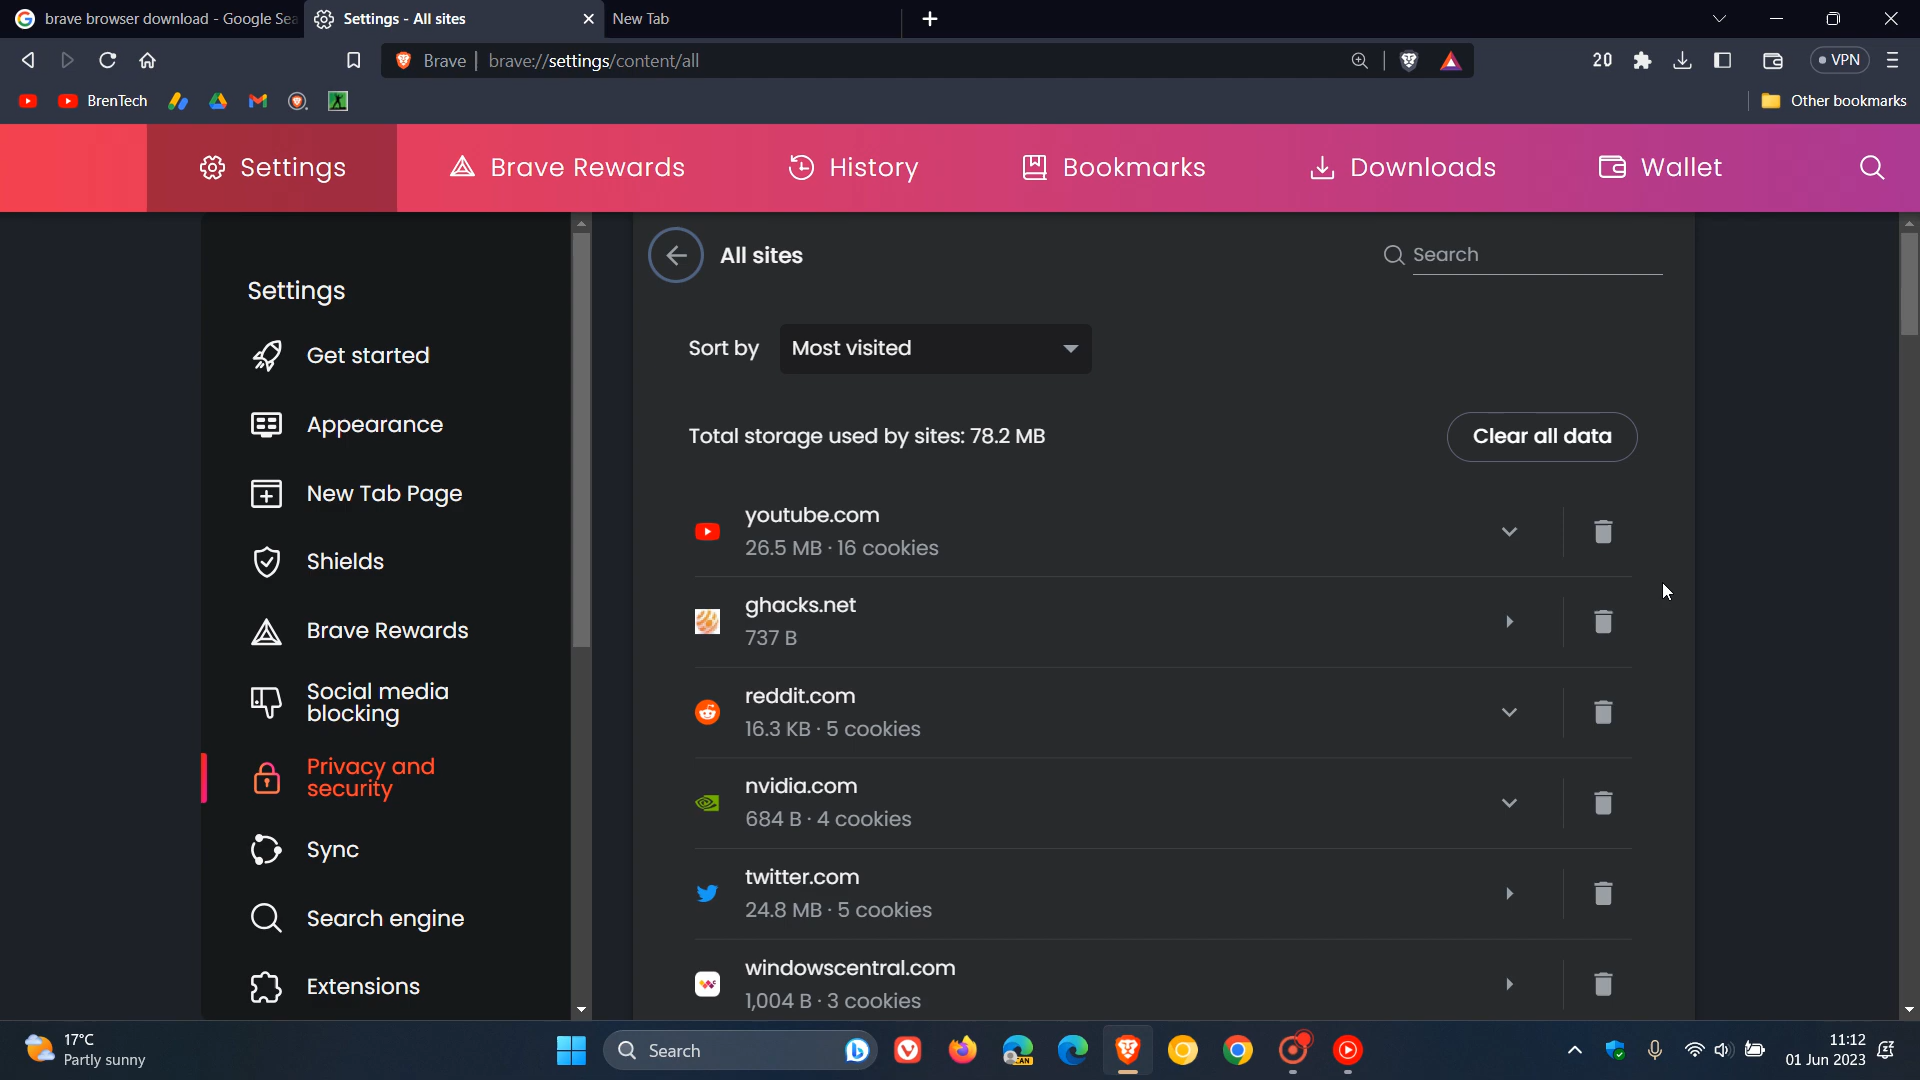 brave browser download - Google Sea
Settings - All sites
New Tab
Brave
brave://settings/content/all
20
VPN
BrenTech
Other bookmarks
Settings
Brave Rewards
History
Bookmarks
Downloads
Wallet
Settings
Get started
Appearance
New Tab Page
Shields
Brave Rewards
Social media
blocking
Privacy and
security
Sync
Search engine
Extensions
All sites
Search
Sort by
Most visited
Total storage used by sites: 78.2 MB
Clear all data
youtube.com
26.5 MB · 16 cookies
ghacks.net
737 B
reddit.com
16.3 KB · 5 cookies
nvidia.com
684 B · 4 cookies
twitter.com
24.8 MB · 5 cookies
windowscentral.com
1,004 B · 3 cookies
17°C
Partly sunny
Search
CAN
11:12
01 Jun 2023